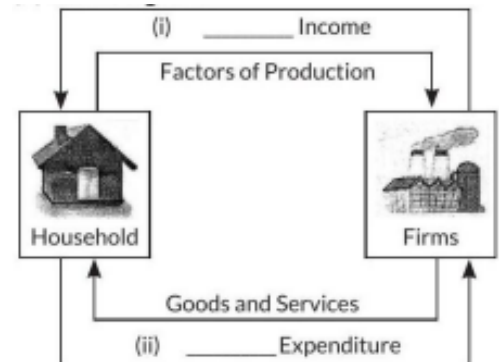 (i) ________ Income
Factors of Production
Household
Firms
Goods and Services
(ii) ________ Expenditure